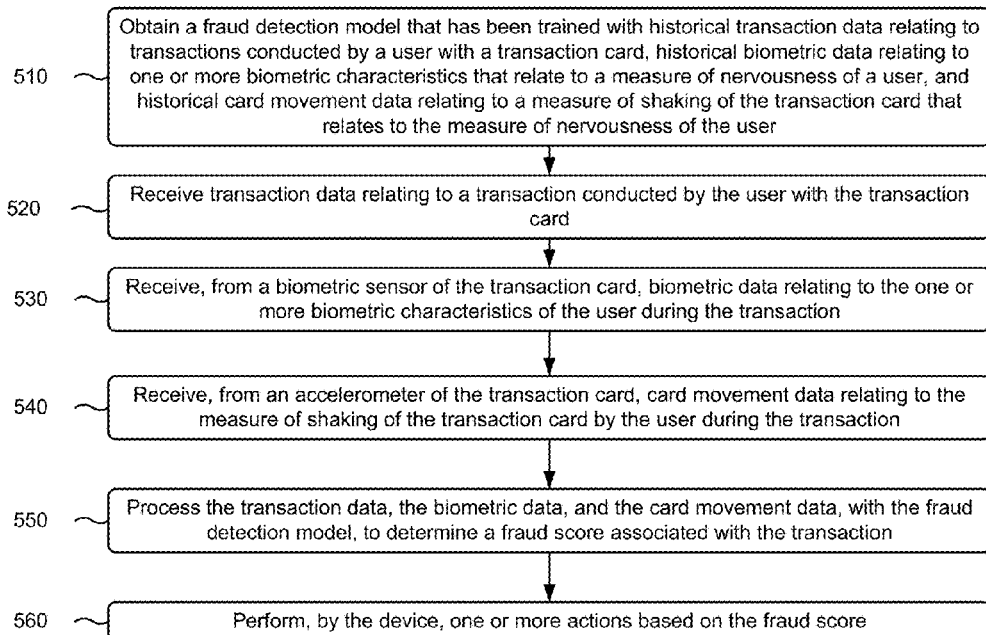 510
Obtain a fraud detection model that has been trained with historical transaction data relating to
transactions conducted by a user with a transaction card, historical biometric data relating to
one or more biometric characteristics that relate to a measure of nervousness of a user, and
historical card movement data relating to a measure of shaking of the transaction card that
relates to the measure of nervousness of the user
520
Receive transaction data relating to a transaction conducted by the user with the transaction
card
530
Receive, from a biometric sensor of the transaction card, biometric data relating to the one or
more biometric characteristics of the user during the transaction
540
Receive, from an accelerometer of the transaction card, card movement data relating to the
measure of shaking of the transaction card by the user during the transaction
550
Process the transaction data, the biometric data, and the card movement data, with the fraud
detection model, to determine a fraud score associated with the transaction
560
Perform, by the device, one or more actions based on the fraud score